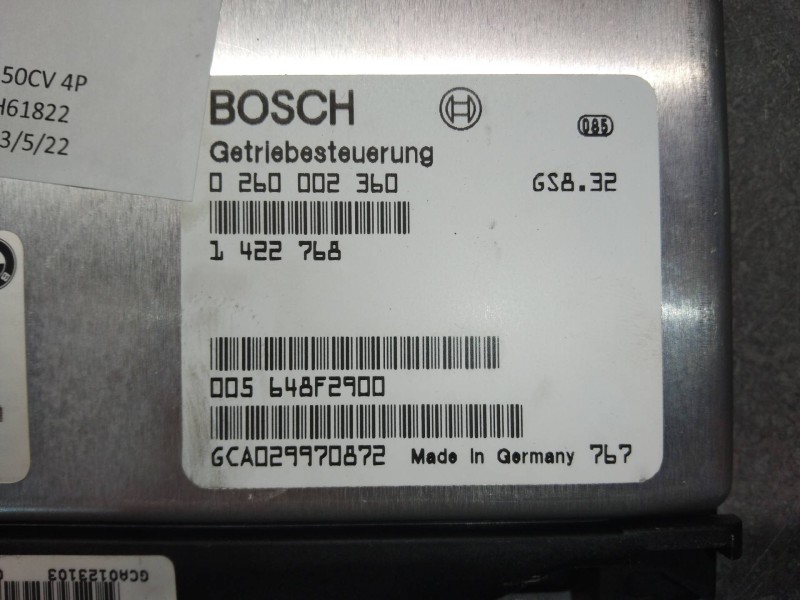 50CV 4P
H61822
3/5/22
BOSCH
085
Getriebesteuerung
0 260 002 360 GS8.32
1 422 768
005 648F2900
GCA029970872 Made in Germany 767
GCA0123103